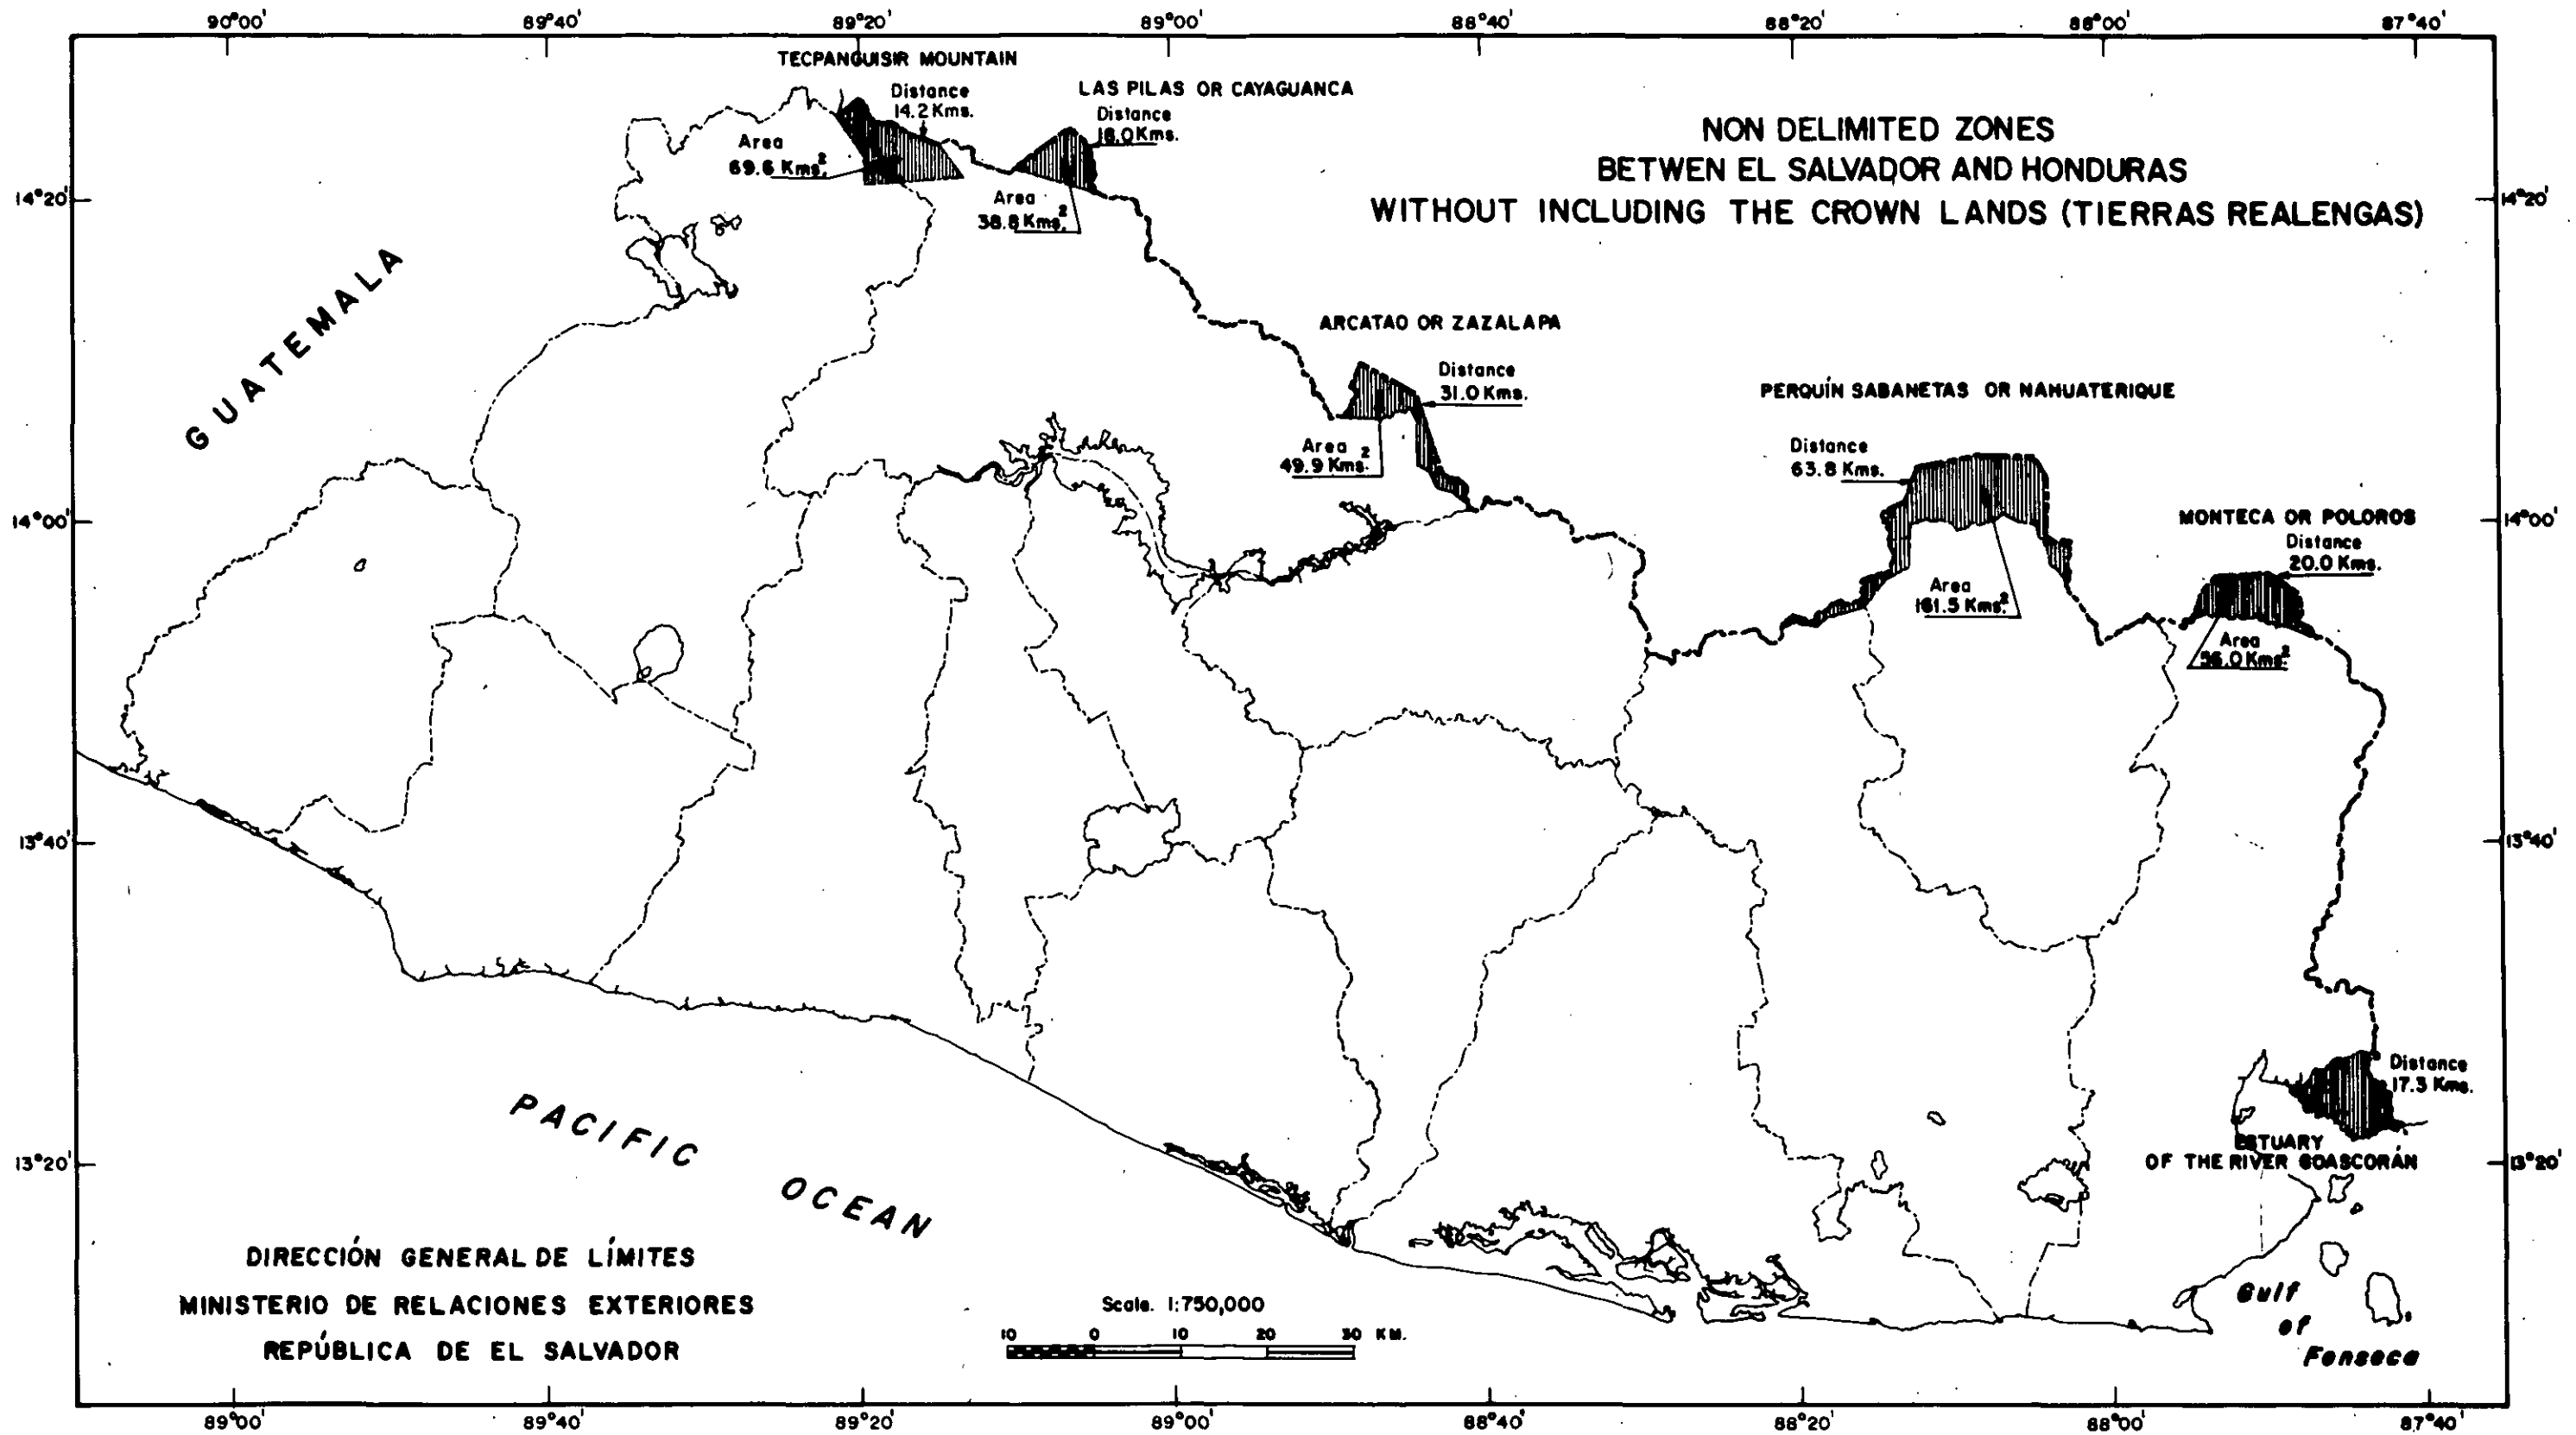 90°00' 89°40' 89°20' 89°00' 88°40' 88°20' 88°00' 87°40'
TECPANGUISIR MOUNTAIN
Distance
14.2 Kms.
Area
69.6 Kms.²
LAS PILAS OR CAYAGUANCA
Distance
16.0 Kms.
Area
38.8 Kms.²
NON DELIMITED ZONES
BETWEN EL SALVADOR AND HONDURAS
WITHOUT INCLUDING THE CROWN LANDS (TIERRAS REALENGAS)
14°20' 14°20'
GUATEMALA
ARCATAO OR ZAZALAPA
Distance
31.0 Kms.
Area
49.9 Kms.²
PERQUÍN SABANETAS OR NAHUATERIQUE
Distance
63.8 Kms.
Area
161.5 Kms.²
MONTECA OR POLOROS
Distance
20.0 Kms.
Area
56.0 Kms.²
14°00' 14°00'
13°40' 13°40'
Distance
17.3 Kms.
ESTUARY
OF THE RIVER GOASCORÁN
13°20' 13°20'
PACIFIC
OCEAN
Gulf
of
Fonseca
DIRECCIÓN GENERAL DE LÍMITES
MINISTERIO DE RELACIONES EXTERIORES
REPÚBLICA DE EL SALVADOR
Scale. 1:750,000
10 0 10 20 30 KM.
89°00' 89°40' 89°20' 89°00' 88°40' 88°20' 88°00' 87°40'